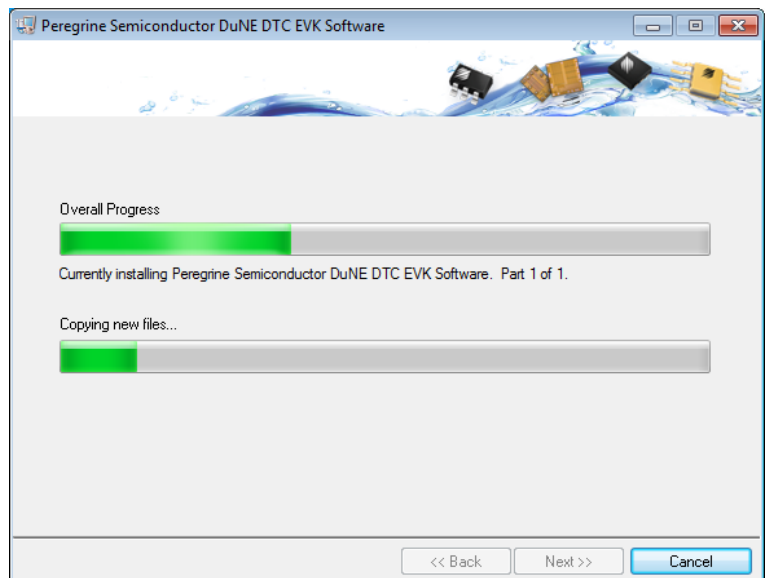 Peregrine Semiconductor DuNE DTC EVK Software
Overall Progress
Currently installing Peregrine Semiconductor DuNE DTC EVK Software. Part 1 of 1.
Copying new files...
<< Back
Next >>
Cancel